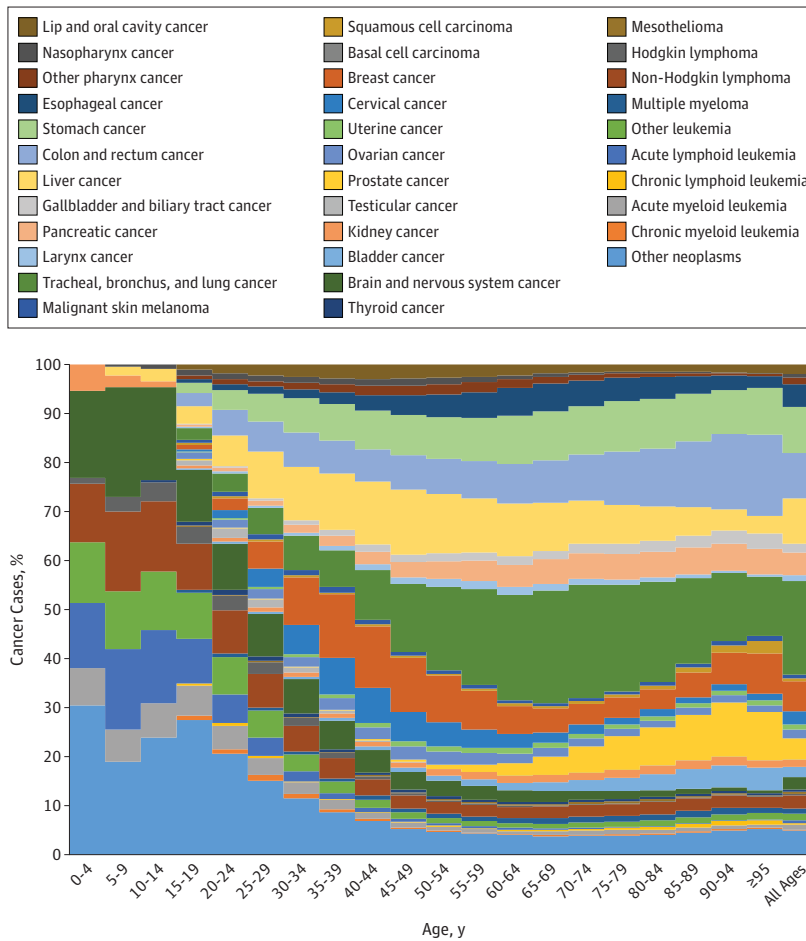 Lip and oral cavity cancer
Nasopharynx cancer
Other pharynx cancer
Esophageal cancer
Stomach cancer
Colon and rectum cancer
Liver cancer
Gallbladder and biliary tract cancer
Pancreatic cancer
Larynx cancer
Tracheal, bronchus, and lung cancer
Malignant skin melanoma
Squamous cell carcinoma
Basal cell carcinoma
Breast cancer
Cervical cancer
Uterine cancer
Ovarian cancer
Prostate cancer
Testicular cancer
Kidney cancer
Bladder cancer
Brain and nervous system cancer
Thyroid cancer
Mesothelioma
Hodgkin lymphoma
Non-Hodgkin lymphoma
Multiple myeloma
Other leukemia
Acute lymphoid leukemia
Chronic lymphoid leukemia
Acute myeloid leukemia
Chronic myeloid leukemia
Other neoplasms
Cancer Cases, %
100
90
80
70
60
50
40
30
20
10
0
0-4
5-9
10-14
15-19
20-24
25-29
30-34
35-39
40-44
45-49
50-54
55-59
60-64
65-69
70-74
75-79
80-84
85-89
90-94
≥95
All Ages
Age, y